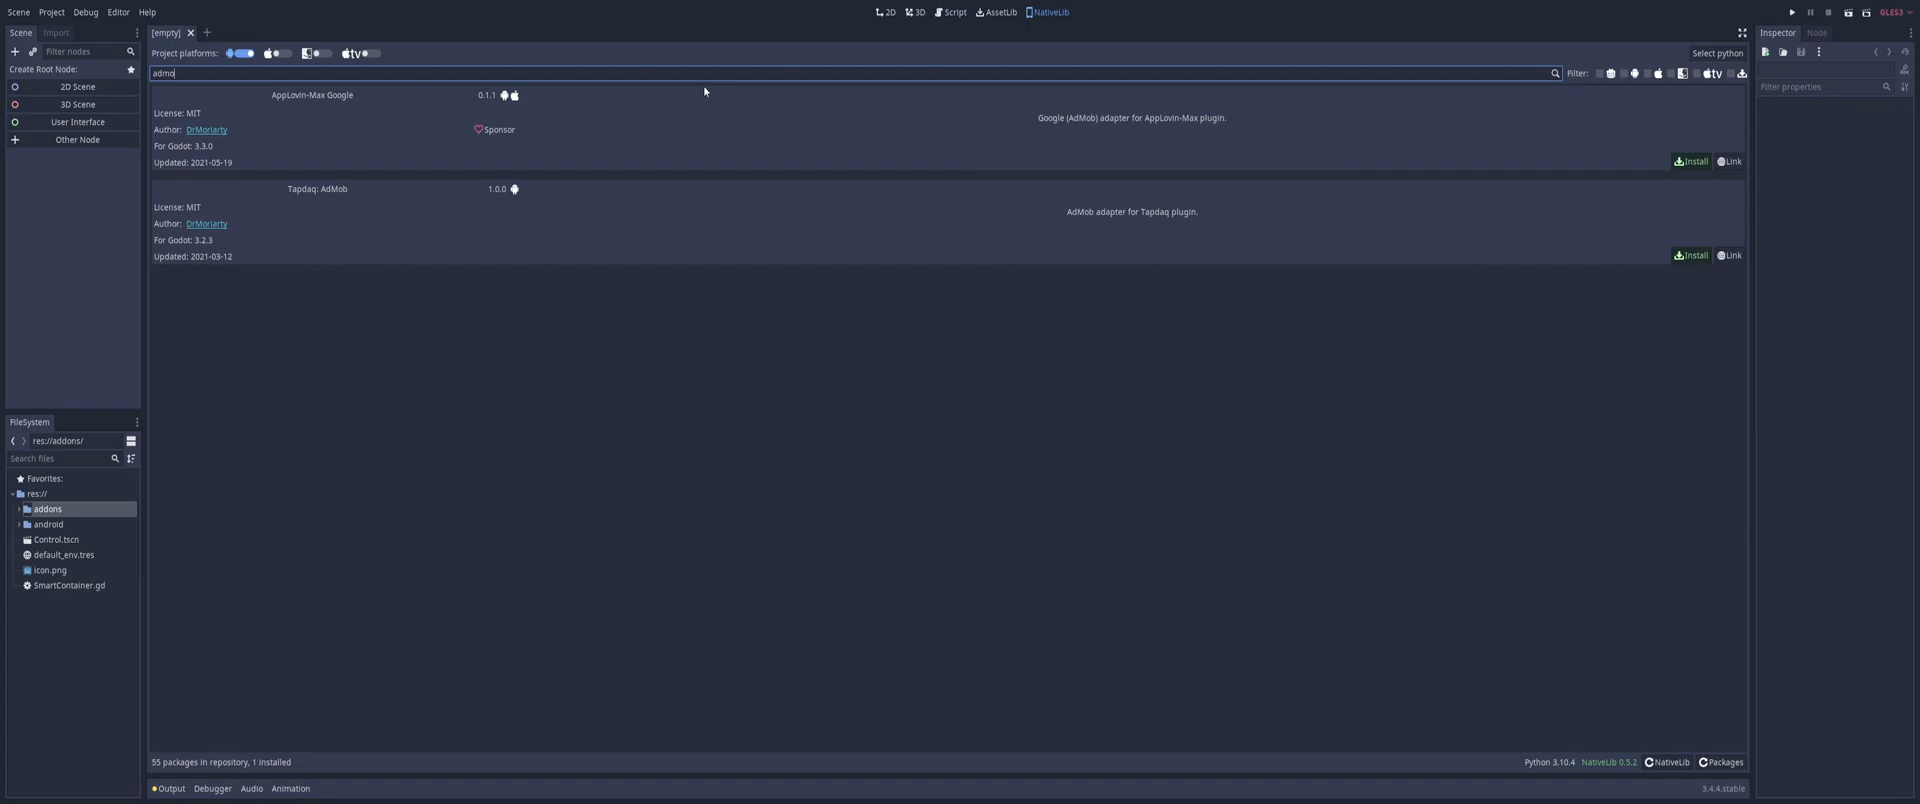 Scene Project Debug Editor Help
2D 3D Script AssetLib NativeLib
GLES3
Scene Import
Filter nodes
Create Root Node:
2D Scene
3D Scene
User Interface
Other Node
FileSystem
res://addons/
Search files
Favorites:
res://
addons
android
Control.tscn
default_env.tres
icon.png
SmartContainer.gd
[empty]
Project platforms: tv
Select python
admo
Filter: tv
AppLovin-Max Google 0.1.1
License: MIT
Author: DrMoriarty Sponsor
For Godot: 3.3.0
Updated: 2021-05-19
Google (AdMob) adapter for AppLovin-Max plugin.
Install Link
Tapdaq: AdMob 1.0.0
License: MIT
Author: DrMoriarty
For Godot: 3.2.3
Updated: 2021-03-12
AdMob adapter for Tapdaq plugin.
Install Link
55 packages in repository, 1 installed
Python 3.10.4 NativeLib 0.5.2 NativeLib Packages
Output Debugger Audio Animation
3.4.4.stable
Inspector Node
Filter properties